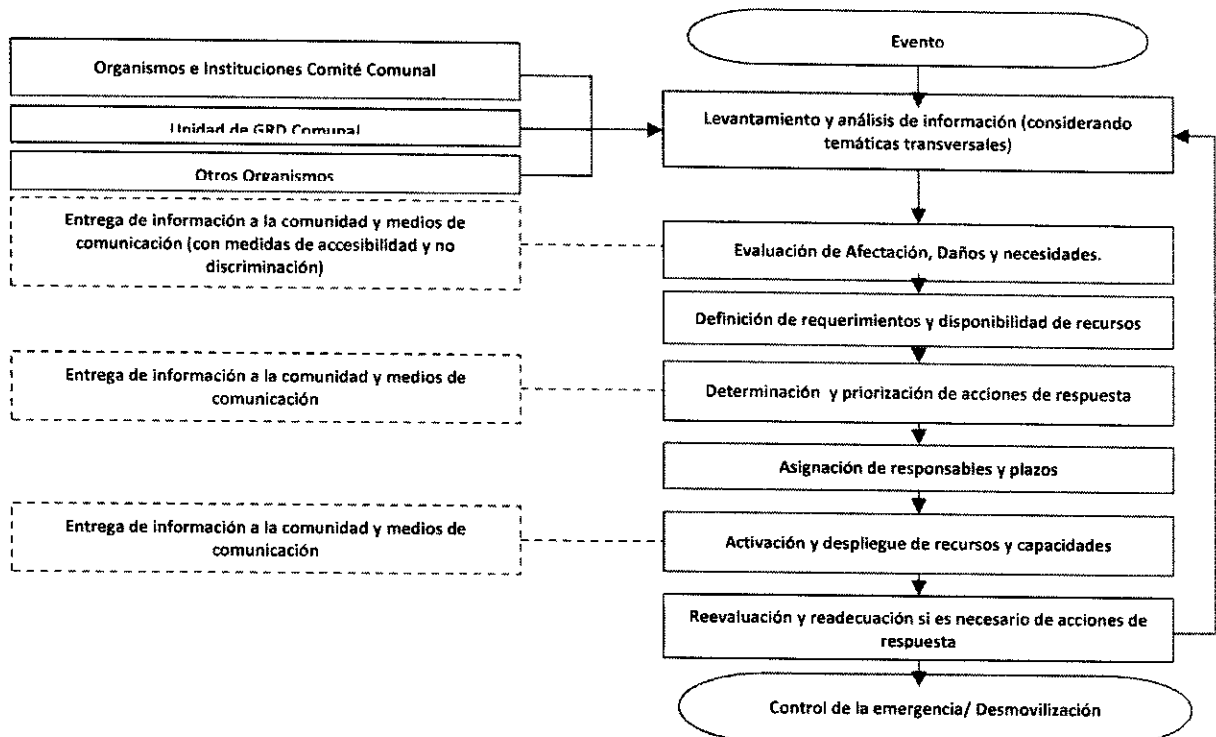 Organismos e Instituciones Comité Comunal
Unidad de GRD Comunal
Otros Organismos
Entrega de información a la comunidad y medios de
comunicación (con medidas de accesibilidad y no
discriminación)
Entrega de información a la comunidad y medios de
comunicación
Entrega de información a la comunidad y medios de
comunicación
Evento
Levantamiento y análisis de información (considerando
temáticas transversales)
Evaluación de Afectación, Daños y necesidades.
Definición de requerimientos y disponibilidad de recursos
Determinación y priorización de acciones de respuesta
Asignación de responsables y plazos
Activación y despliegue de recursos y capacidades
Reevaluación y readecuación si es necesario de acciones de
respuesta
Control de la emergencia/ Desmovilización